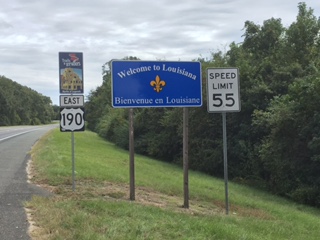 EAST
190
Welcome to Louisiana
Bienvenue en Louisiane
SPEED
LIMIT
55